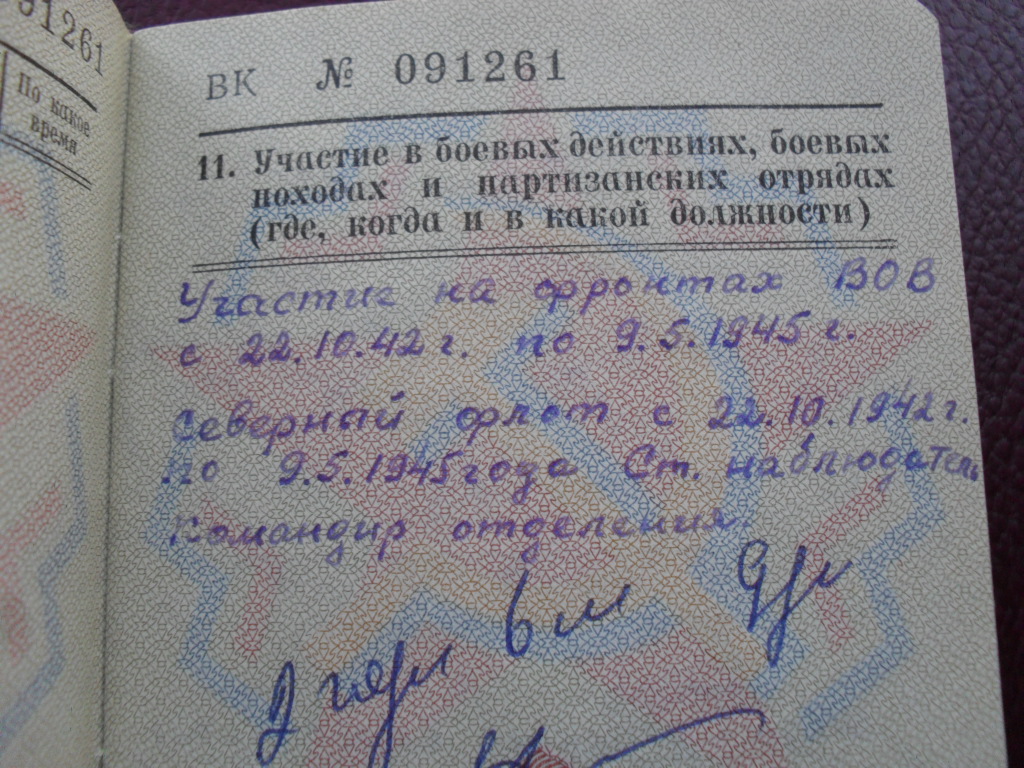 91261
По какое
время
ВК № 091261
11. Участие в боевых действиях, боевых
походах и партизанских отрядах
(где, когда и в какой должности)
Участие на фронтах ВОВ
с 22.10.42 г. по 9.5.1945 г.
Северный флот с 22.10.1942 г.
по 9.5.1945 года Ст. наблюдатель
Командир отделения